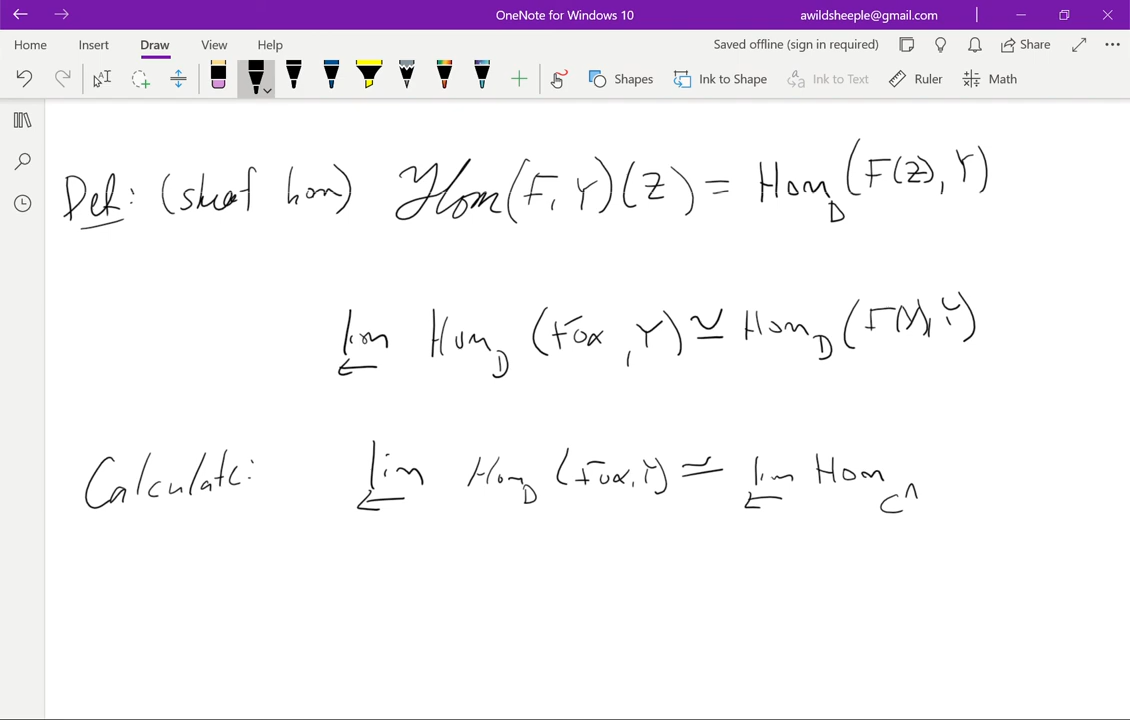 OneNote for Windows 10
awildsheeple@gmail.com
Home Insert Draw View Help
Saved offline (sign in required) Share
Shapes Ink to Shape Ink to Text Ruler Math
Def: (sheaf hom) Hom(F, Y)(Z) = Hom_D(F(Z), Y)
lim← Hom_D(F∘α, Y) ≃ Hom_D(F(X), Y)
Calculate: lim← Hom_D(F∘α, Y) ≃ lim← Hom_C^